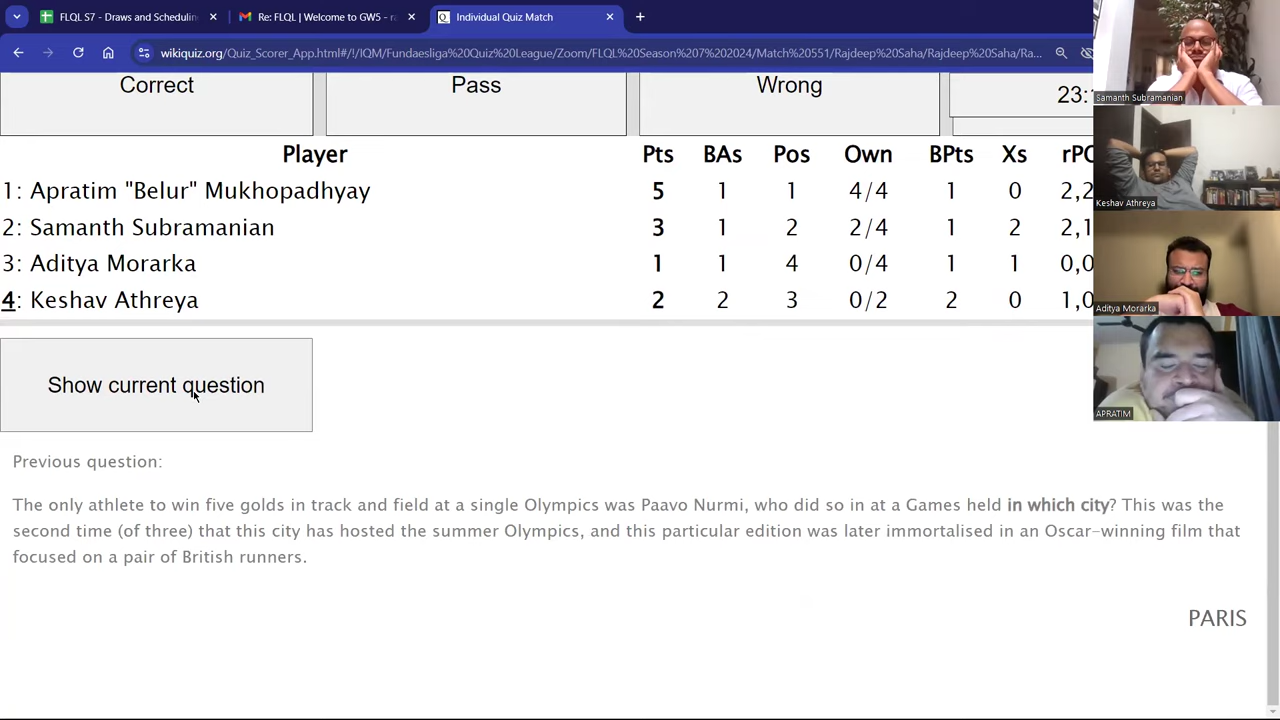 FLQL S7 - Draws and Schedulin
Re: FLQL | Welcome to GW5 - ra
Individual Quiz Match
wikiquiz.org/Quiz_Scorer_App.html#/!/IQM/Fundaesliga%20Quiz%20League/Zoom/FLQL%20Season%207%202024/Match%20551/Rajdeep%20Saha/Rajdeep%20Saha/Ra...
Correct Pass Wrong 23:
Player Pts BAs Pos Own BPts Xs rPC
1: Apratim "Belur" Mukhopadhyay 5 1 1 4/4 1 0 2,2
2: Samanth Subramanian 3 1 2 2/4 1 2 2,1
3: Aditya Morarka 1 1 4 0/4 1 1 0,0
4: Keshav Athreya 2 2 3 0/2 2 0 1,0
Show current question
Previous question:
The only athlete to win five golds in track and field at a single Olympics was Paavo Nurmi, who did so in at a Games held in which city? This was the
second time (of three) that this city has hosted the summer Olympics, and this particular edition was later immortalised in an Oscar-winning film that
focused on a pair of British runners.
PARIS
Samanth Subramanian
Keshav Athreya
Aditya Morarka
APRATIM